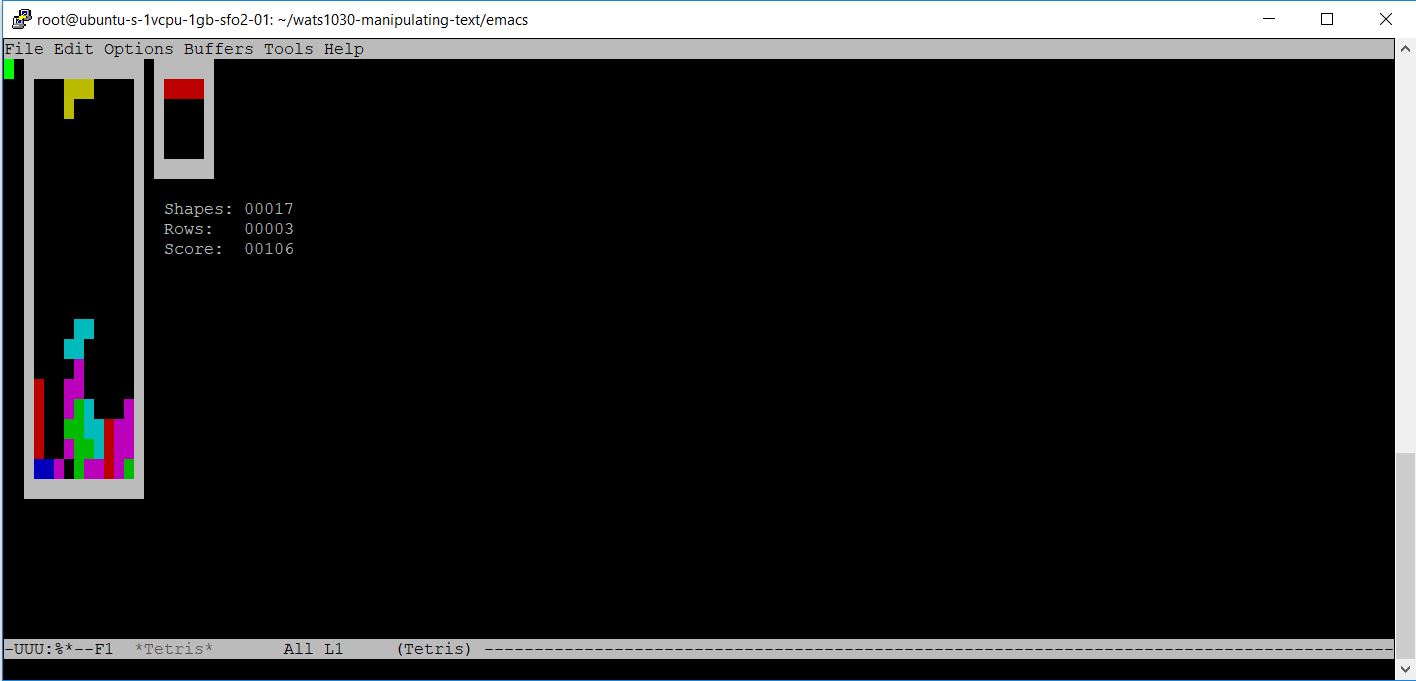 root@ubuntu-s-1vcpu-1gb-sfo2-01: ~/wats1030-manipulating-text/emacs
File Edit Options Buffers Tools Help
Shapes: 00017
Rows:   00003
Score:  00106
-UUU:%*--F1  *Tetris*       All L1     (Tetris) -------------------------------------------------------------------------------------------